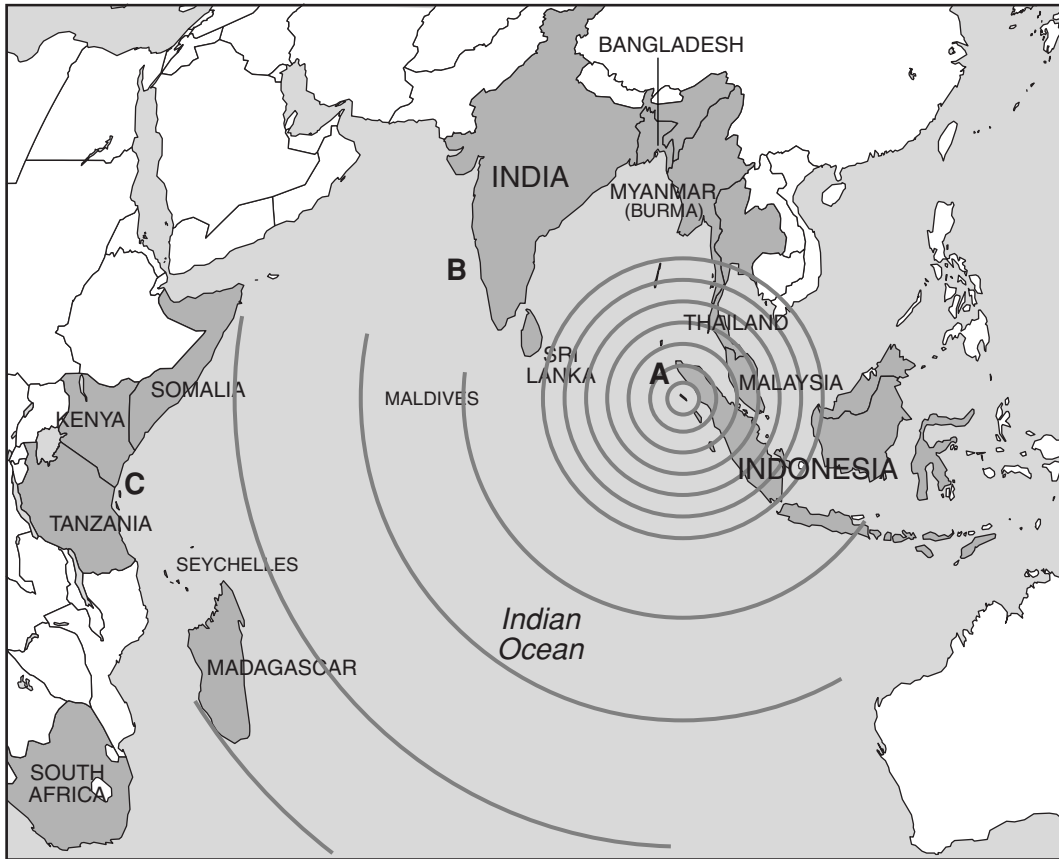 BANGLADESH
INDIA
MYANMAR
(BURMA)
B
THAILAND
SRI
LANKA
A
MALAYSIA
SOMALIA
MALDIVES
KENYA
INDONESIA
C
TANZANIA
SEYCHELLES
Indian
Ocean
MADAGASCAR
SOUTH
AFRICA